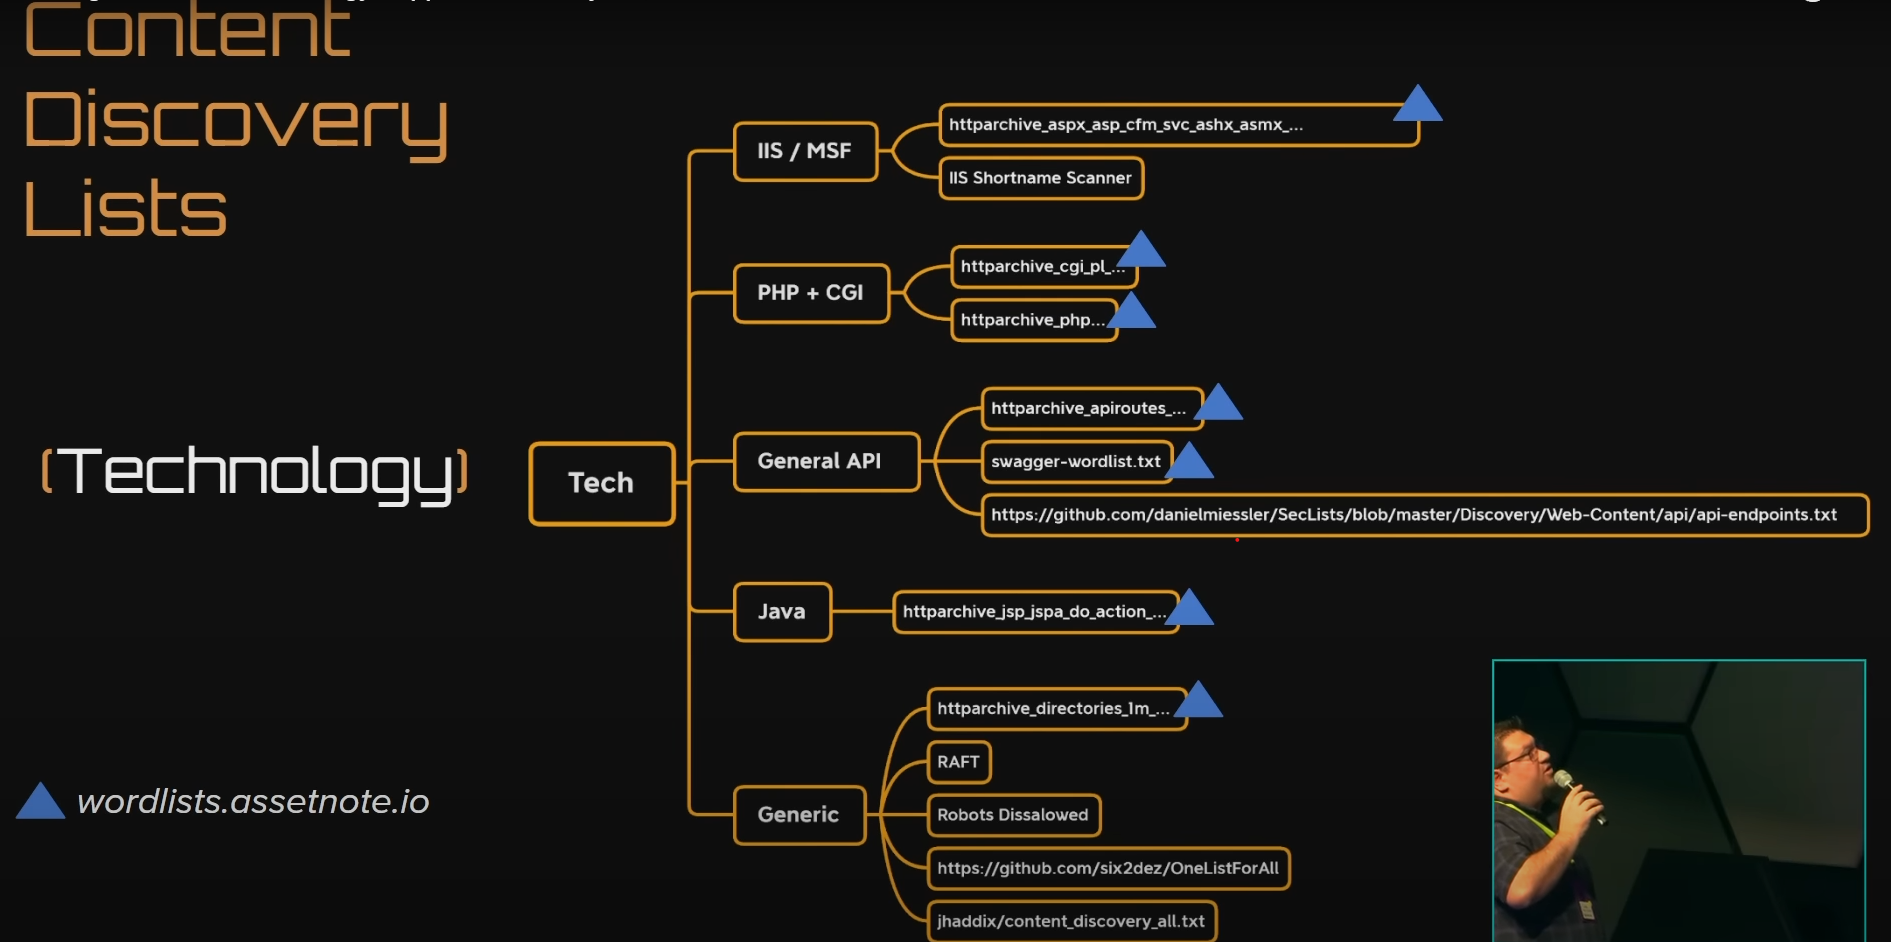 Content
Discovery
Lists
(Technology)
wordlists.assetnote.io
Tech
IIS / MSF
httparchive_aspx_asp_cfm_svc_ashx_asmx_...
IIS Shortname Scanner
PHP + CGI
httparchive_cgi_pl_...
httparchive_php...
General API
httparchive_apiroutes_...
swagger-wordlist.txt
https://github.com/danielmiessler/SecLists/blob/master/Discovery/Web-Content/api/api-endpoints.txt
Java
httparchive_jsp_jspa_do_action_...
Generic
httparchive_directories_1m_...
RAFT
Robots Dissalowed
https://github.com/six2dez/OneListForAll
jhaddix/content_discovery_all.txt